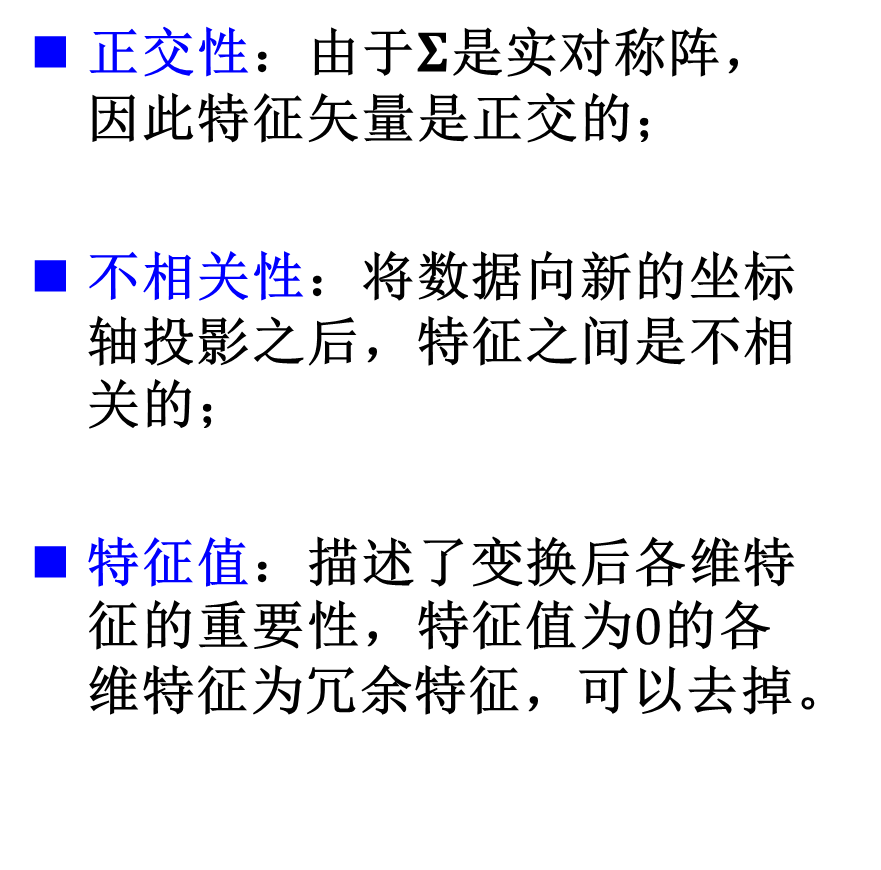 ■ 正交性：由于Σ是实对称阵，
因此特征矢量是正交的；
■ 不相关性：将数据向新的坐标
轴投影之后，特征之间是不相
关的；
■ 特征值：描述了变换后各维特
征的重要性，特征值为0的各
维特征为冗余特征，可以去掉。